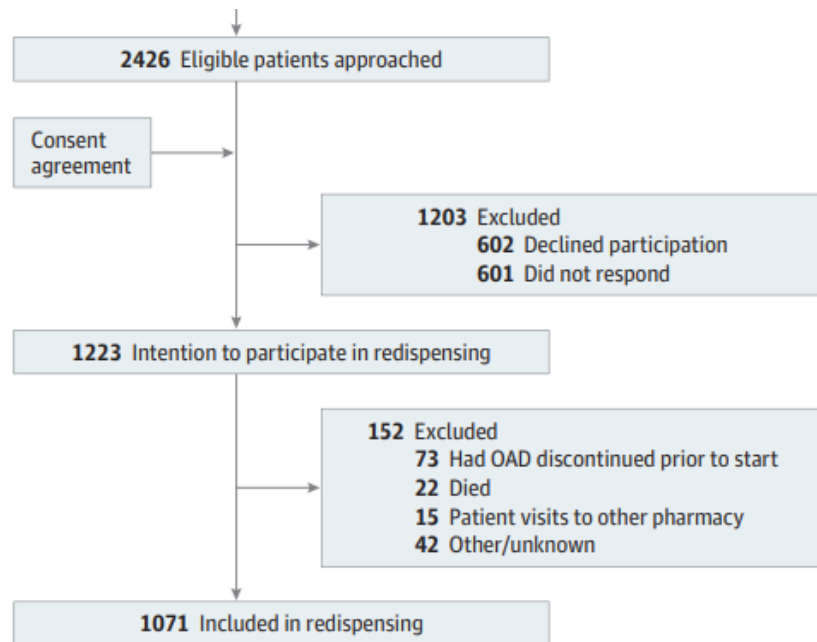 2426 Eligible patients approached
Consent
agreement
1203 Excluded
602 Declined participation
601 Did not respond
1223 Intention to participate in redispensing
152 Excluded
73 Had OAD discontinued prior to start
22 Died
15 Patient visits to other pharmacy
42 Other/unknown
1071 Included in redispensing